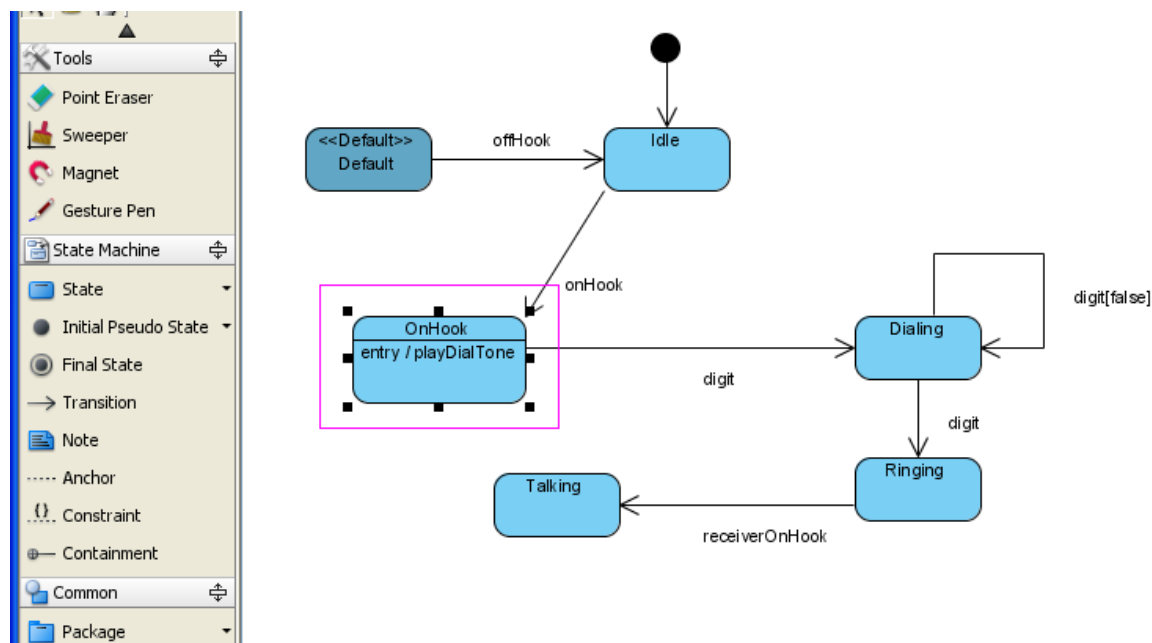 Tools
Point Eraser
Sweeper
Magnet
Gesture Pen
State Machine
State
Initial Pseudo State
Final State
Transition
Note
Anchor
Constraint
Containment
Common
Package
<<Default>>
Default
offHook
Idle
onHook
OnHook
entry / playDialTone
digit
Dialing
digit[false]
digit
Ringing
receiverOnHook
Talking